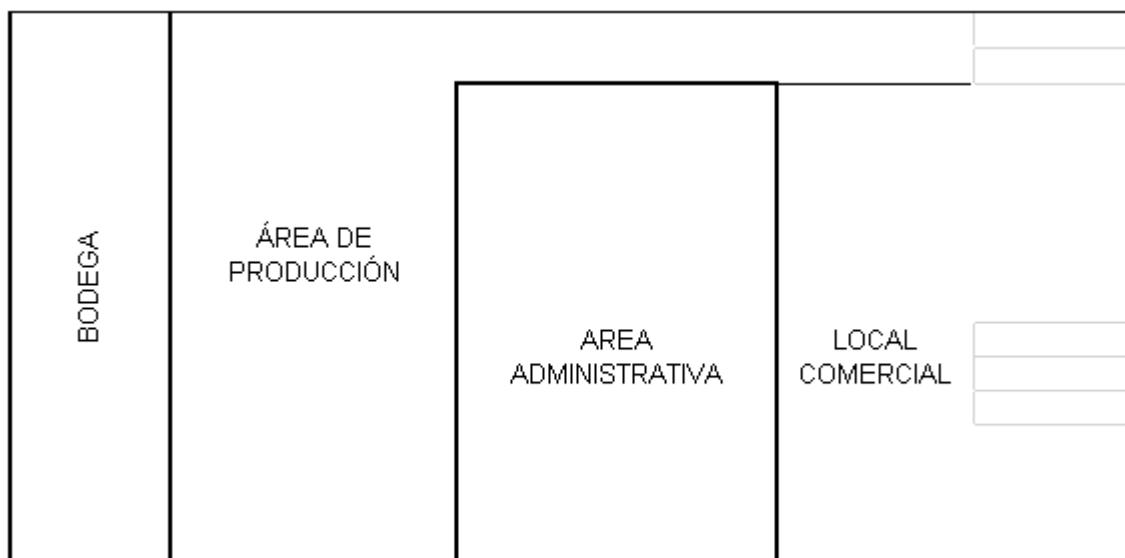 BODEGA
ÁREA DE
PRODUCCIÓN
AREA
ADMINISTRATIVA
LOCAL
COMERCIAL